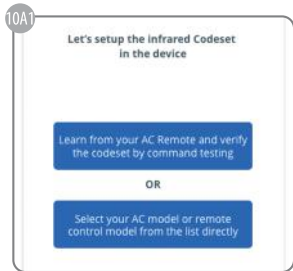 10A1
Let's setup the infrared Codeset
in the device
Learn from your AC Remote and verify
the codeset by command testing
OR
Select your AC model or remote
control model from the list directly